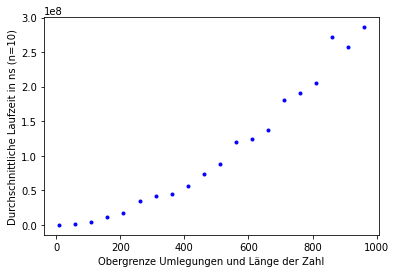 1e8
3.0
2.5
2.0
1.5
1.0
0.5
0.0
Durchschnittliche Laufzeit in ns (n=10)
0 200 400 600 800 1000
Obergrenze Umlegungen und Länge der Zahl